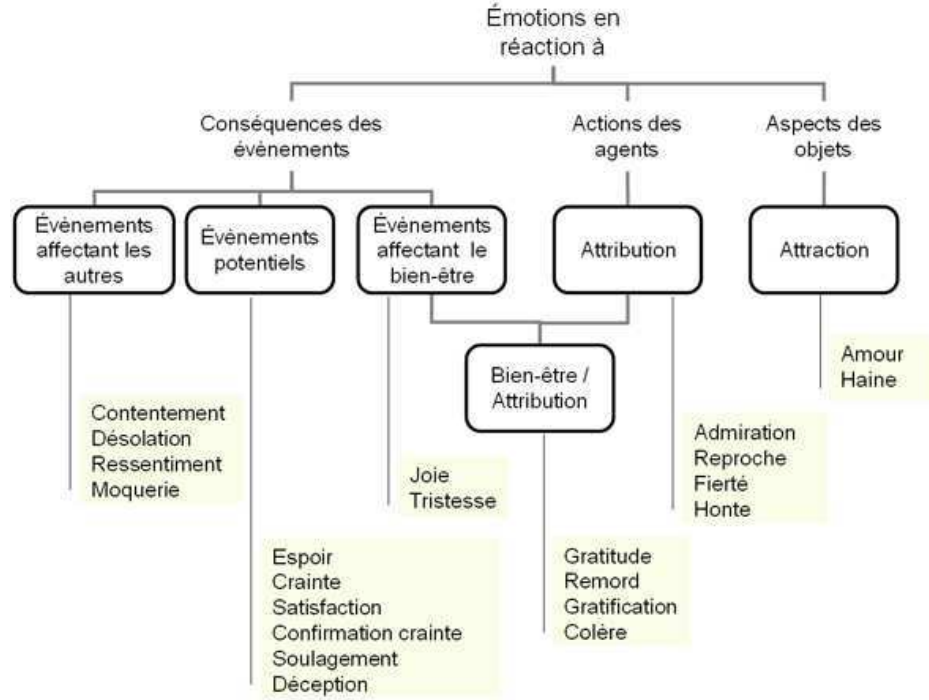 Émotions en
réaction à
Conséquences des
évènements
Actions des
agents
Aspects des
objets
Évènements
affectant les
autres
Évènements
potentiels
Évènements
affectant le
bien-être
Attribution
Attraction
Bien-être /
Attribution
Amour
Haine
Contentement
Désolation
Ressentiment
Moquerie
Joie
Tristesse
Admiration
Reproche
Fierté
Honte
Espoir
Crainte
Satisfaction
Confirmation crainte
Soulagement
Déception
Gratitude
Remord
Gratification
Colère